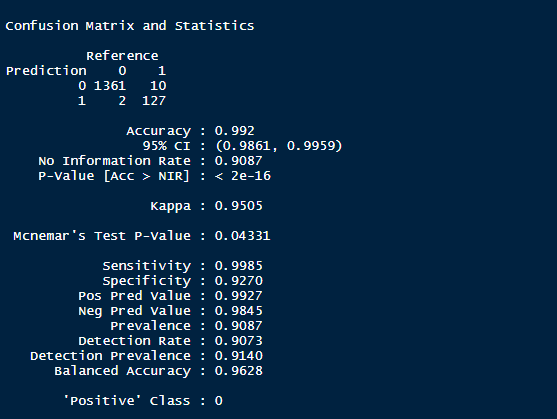 Confusion Matrix and Statistics
Reference
Prediction 0 1
0 1361 10
1 2 127
Accuracy : 0.992
95% CI : (0.9861, 0.9959)
No Information Rate : 0.9087
P-Value [Acc > NIR] : < 2e-16
Kappa : 0.9505
Mcnemar's Test P-Value : 0.04331
Sensitivity : 0.9985
Specificity : 0.9270
Pos Pred Value : 0.9927
Neg Pred Value : 0.9845
Prevalence : 0.9087
Detection Rate : 0.9073
Detection Prevalence : 0.9140
Balanced Accuracy : 0.9628
'Positive' Class : 0